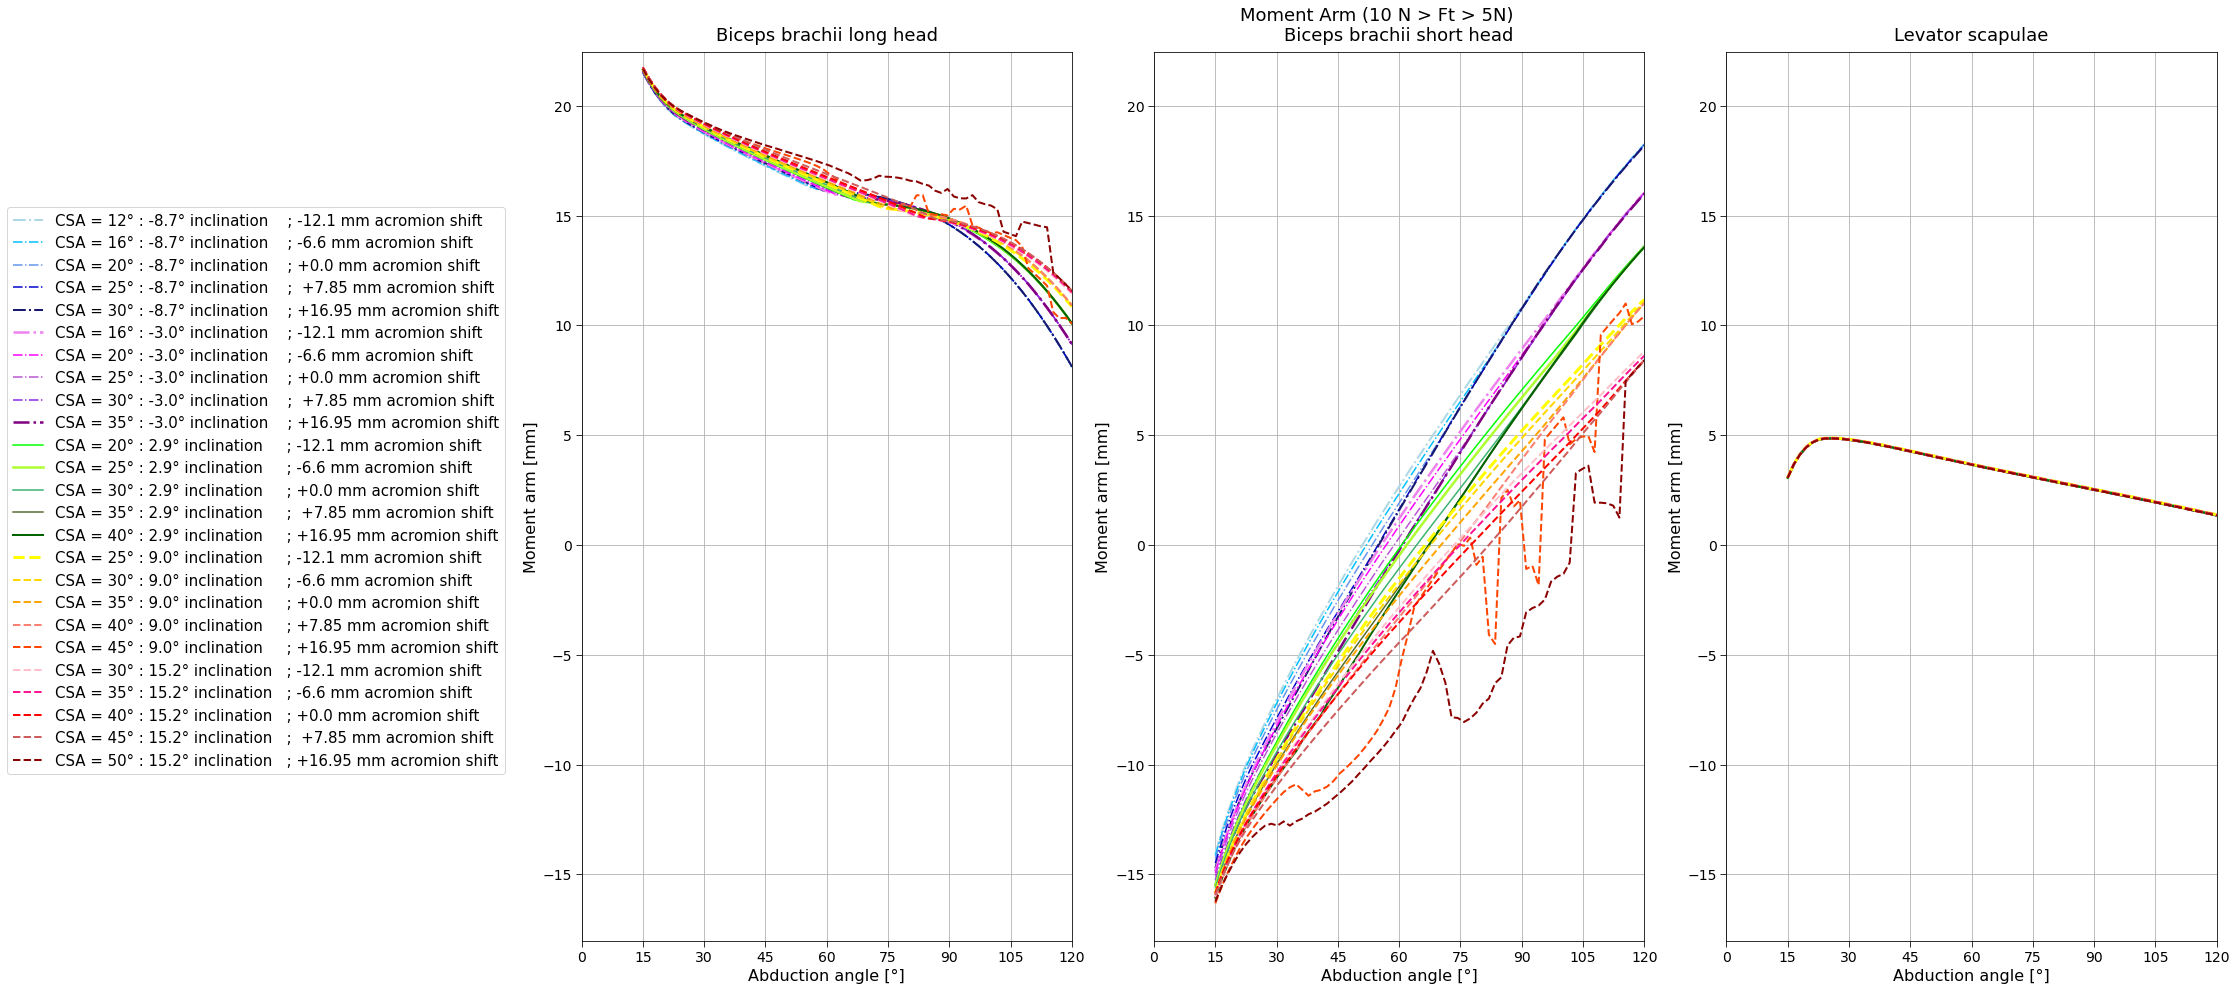 Moment Arm (10 N > Ft > 5N)
Biceps brachii long head
Biceps brachii short head
Levator scapulae
CSA = 12° : -8.7° inclination ; -12.1 mm acromion shift
CSA = 16° : -8.7° inclination ; -6.6 mm acromion shift
CSA = 20° : -8.7° inclination ; +0.0 mm acromion shift
CSA = 25° : -8.7° inclination ; +7.85 mm acromion shift
CSA = 30° : -8.7° inclination ; +16.95 mm acromion shift
CSA = 16° : -3.0° inclination ; -12.1 mm acromion shift
CSA = 20° : -3.0° inclination ; -6.6 mm acromion shift
CSA = 25° : -3.0° inclination ; +0.0 mm acromion shift
CSA = 30° : -3.0° inclination ; +7.85 mm acromion shift
CSA = 35° : -3.0° inclination ; +16.95 mm acromion shift
CSA = 20° : 2.9° inclination ; -12.1 mm acromion shift
CSA = 25° : 2.9° inclination ; -6.6 mm acromion shift
CSA = 30° : 2.9° inclination ; +0.0 mm acromion shift
CSA = 35° : 2.9° inclination ; +7.85 mm acromion shift
CSA = 40° : 2.9° inclination ; +16.95 mm acromion shift
CSA = 25° : 9.0° inclination ; -12.1 mm acromion shift
CSA = 30° : 9.0° inclination ; -6.6 mm acromion shift
CSA = 35° : 9.0° inclination ; +0.0 mm acromion shift
CSA = 40° : 9.0° inclination ; +7.85 mm acromion shift
CSA = 45° : 9.0° inclination ; +16.95 mm acromion shift
CSA = 30° : 15.2° inclination ; -12.1 mm acromion shift
CSA = 35° : 15.2° inclination ; -6.6 mm acromion shift
CSA = 40° : 15.2° inclination ; +0.0 mm acromion shift
CSA = 45° : 15.2° inclination ; +7.85 mm acromion shift
CSA = 50° : 15.2° inclination ; +16.95 mm acromion shift
Moment arm [mm]
20
15
10
5
0
−5
−10
−15
0 15 30 45 60 75 90 105 120
Abduction angle [°]
Moment arm [mm]
20
15
10
5
0
−5
−10
−15
0 15 30 45 60 75 90 105 120
Abduction angle [°]
Moment arm [mm]
20
15
10
5
0
−5
−10
−15
0 15 30 45 60 75 90 105 120
Abduction angle [°]